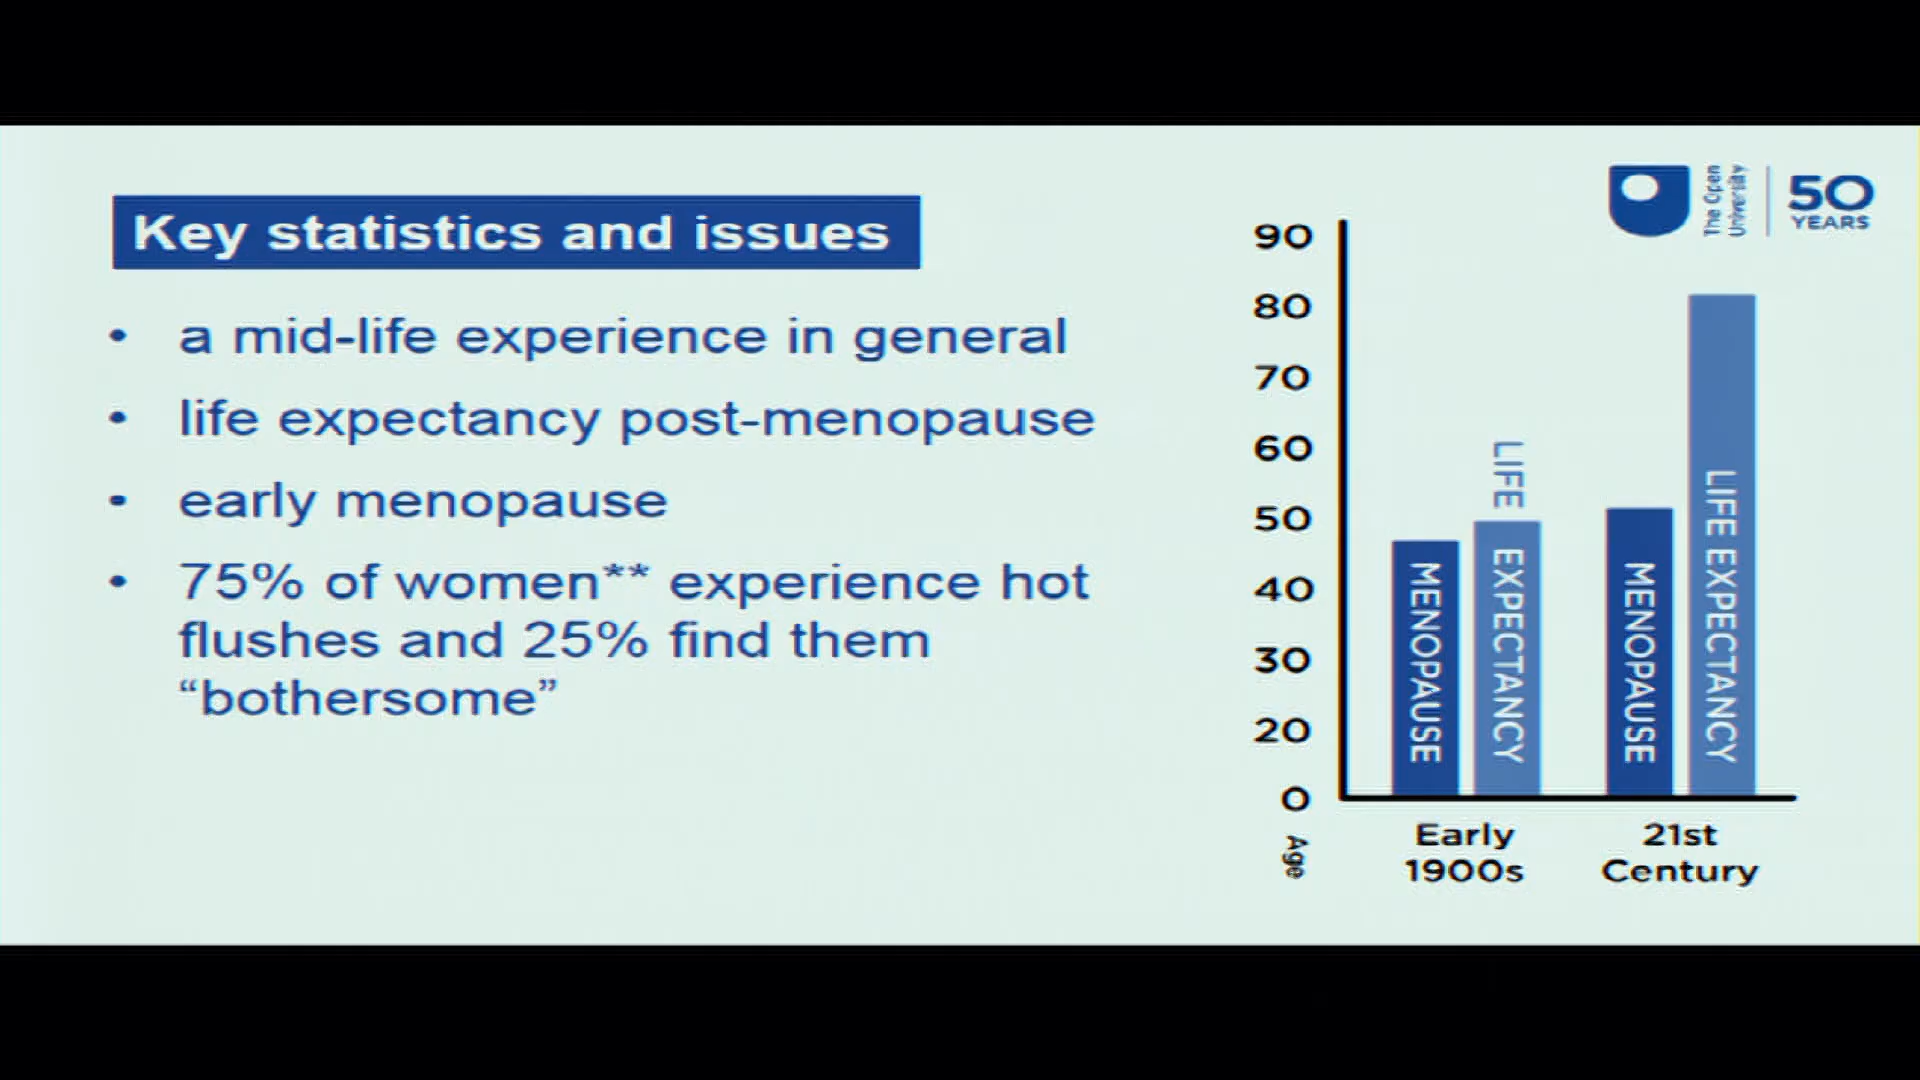 Key statistics and issues
• a mid-life experience in general
• life expectancy post-menopause
• early menopause
• 75% of women** experience hot
flushes and 25% find them
“bothersome”
The Open
University
50
YEARS
90
80
70
60
50
40
30
20
0
Age
MENOPAUSE
LIFE EXPECTANCY
MENOPAUSE
LIFE EXPECTANCY
Early
1900s
21st
Century